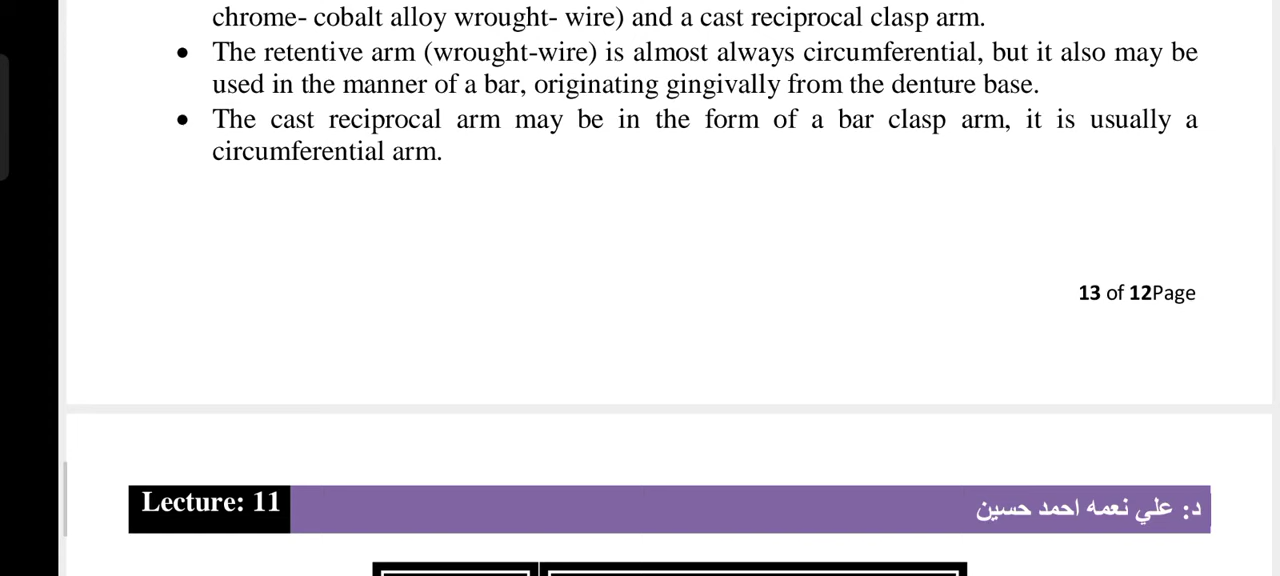 chrome- cobalt alloy wrought- wire) and a cast reciprocal clasp arm.
• The retentive arm (wrought-wire) is almost always circumferential, but it also may be
used in the manner of a bar, originating gingivally from the denture base.
• The cast reciprocal arm may be in the form of a bar clasp arm, it is usually a
circumferential arm.
13 of 12Page
Lecture: 11
د: علي نعمه احمد حسين